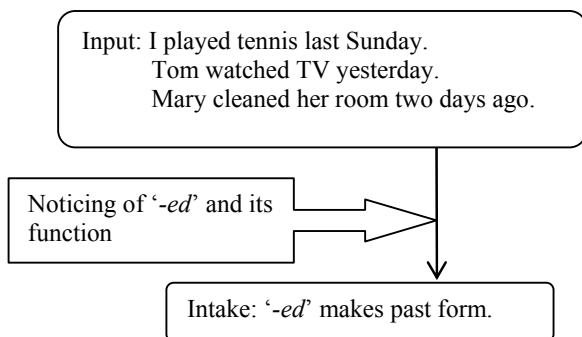 Input: I played tennis last Sunday.
Tom watched TV yesterday.
Mary cleaned her room two days ago.
Noticing of ‘-ed’ and its
function
Intake: ‘-ed’ makes past form.